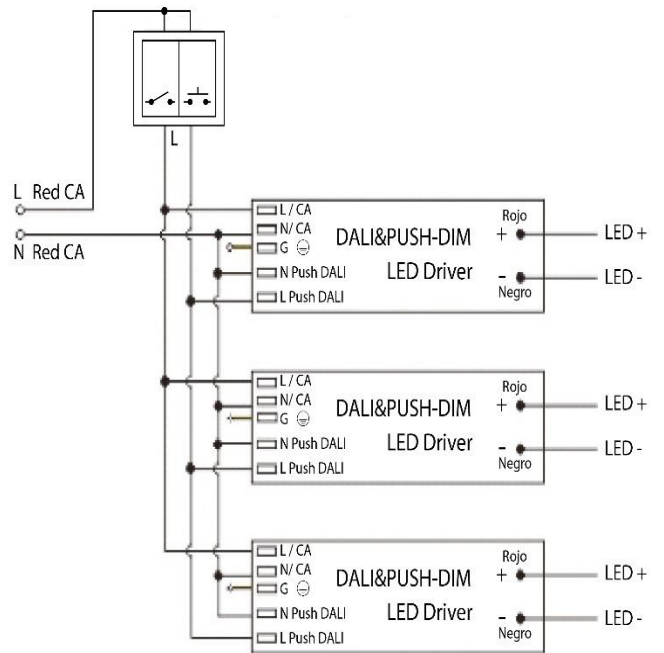 L
L Red CA
N Red CA
L / CA
N/ CA
G
N Push DALI
L Push DALI
DALI&PUSH-DIM
LED Driver
Rojo
+
-
Negro
LED +
LED -
L / CA
N/ CA
G
N Push DALI
L Push DALI
DALI&PUSH-DIM
LED Driver
Rojo
+
-
Negro
LED +
LED -
L / CA
N/ CA
G
N Push DALI
L Push DALI
DALI&PUSH-DIM
LED Driver
Rojo
+
-
Negro
LED +
LED -